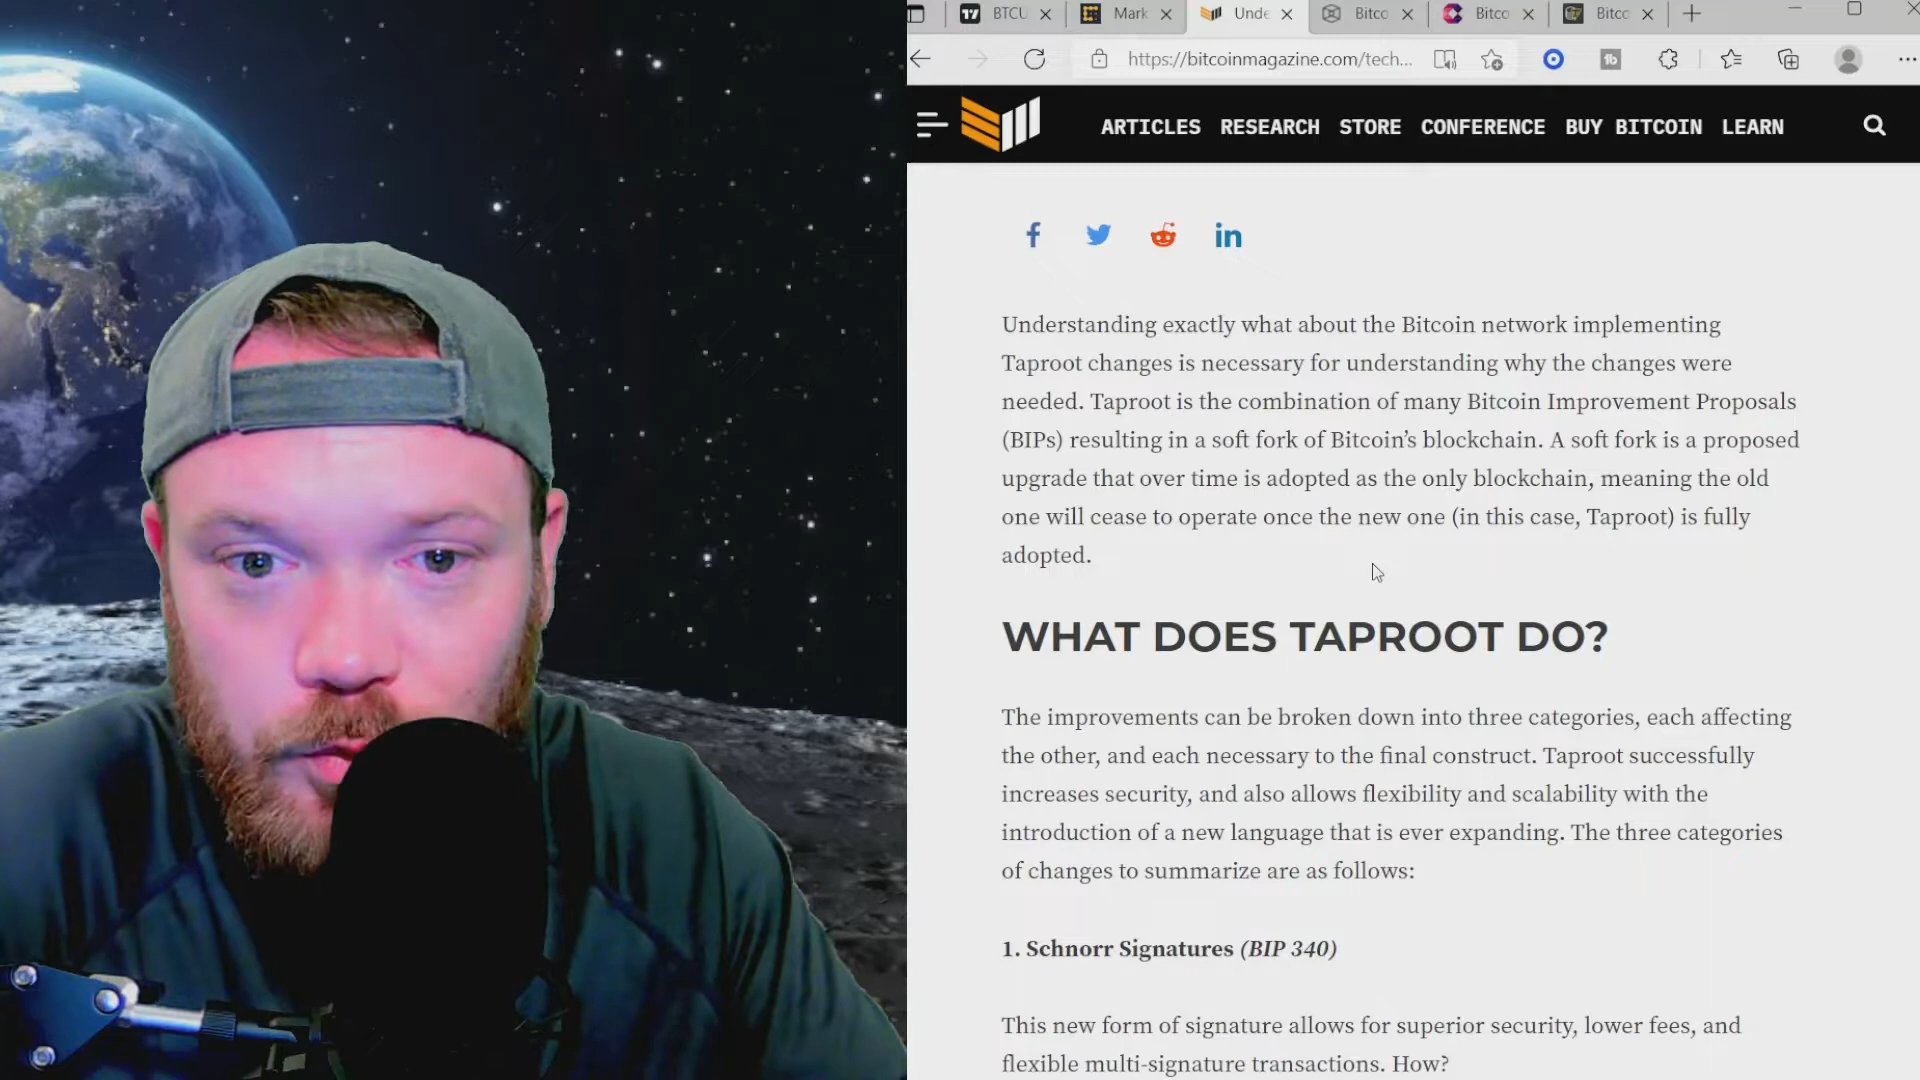 BTCU
Mark
Unde
Bitco
Bitco
Bitco
https://bitcoinmagazine.com/tech...
ARTICLES RESEARCH STORE CONFERENCE BUY BITCOIN LEARN
Understanding exactly what about the Bitcoin network implementing
Taproot changes is necessary for understanding why the changes were
needed. Taproot is the combination of many Bitcoin Improvement Proposals
(BIPs) resulting in a soft fork of Bitcoin’s blockchain. A soft fork is a proposed
upgrade that over time is adopted as the only blockchain, meaning the old
one will cease to operate once the new one (in this case, Taproot) is fully
adopted.
WHAT DOES TAPROOT DO?
The improvements can be broken down into three categories, each affecting
the other, and each necessary to the final construct. Taproot successfully
increases security, and also allows flexibility and scalability with the
introduction of a new language that is ever expanding. The three categories
of changes to summarize are as follows:
1. Schnorr Signatures (BIP 340)
This new form of signature allows for superior security, lower fees, and
flexible multi-signature transactions. How?